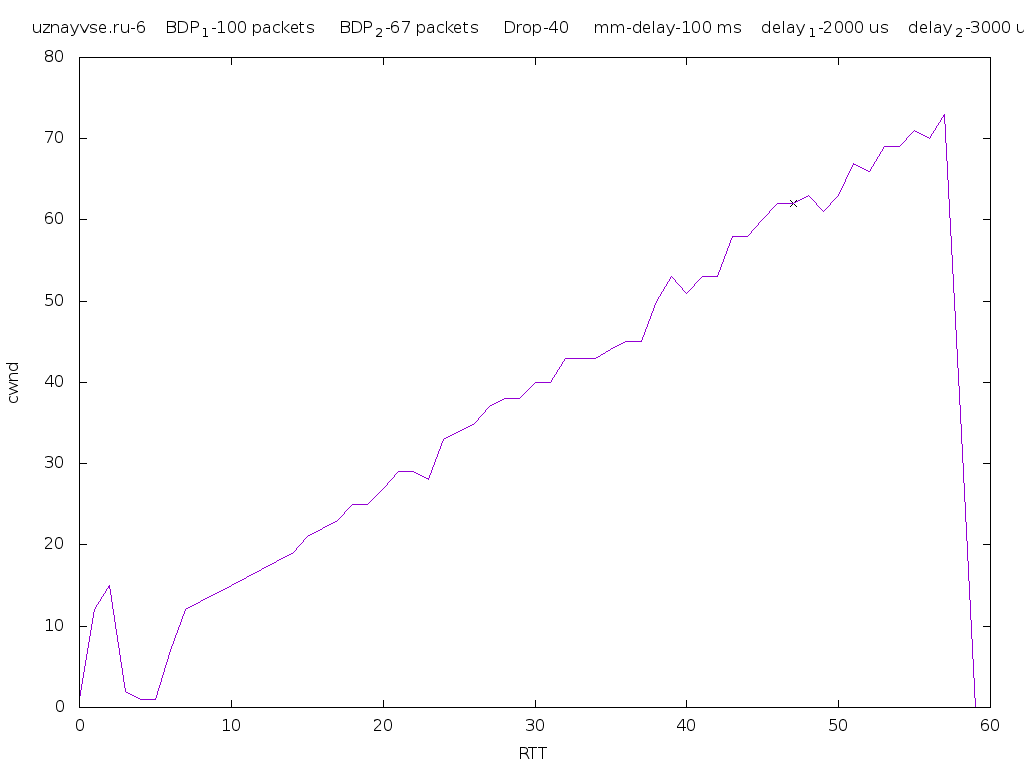 uznayvse.ru-6 BDP1-100 packets BDP2-67 packets Drop-40 mm-delay-100 ms delay1-2000 us delay2-3000 u
80
70
60
50
40
30
20
10
0
cwnd
0 10 20 30 40 50 60
RTT